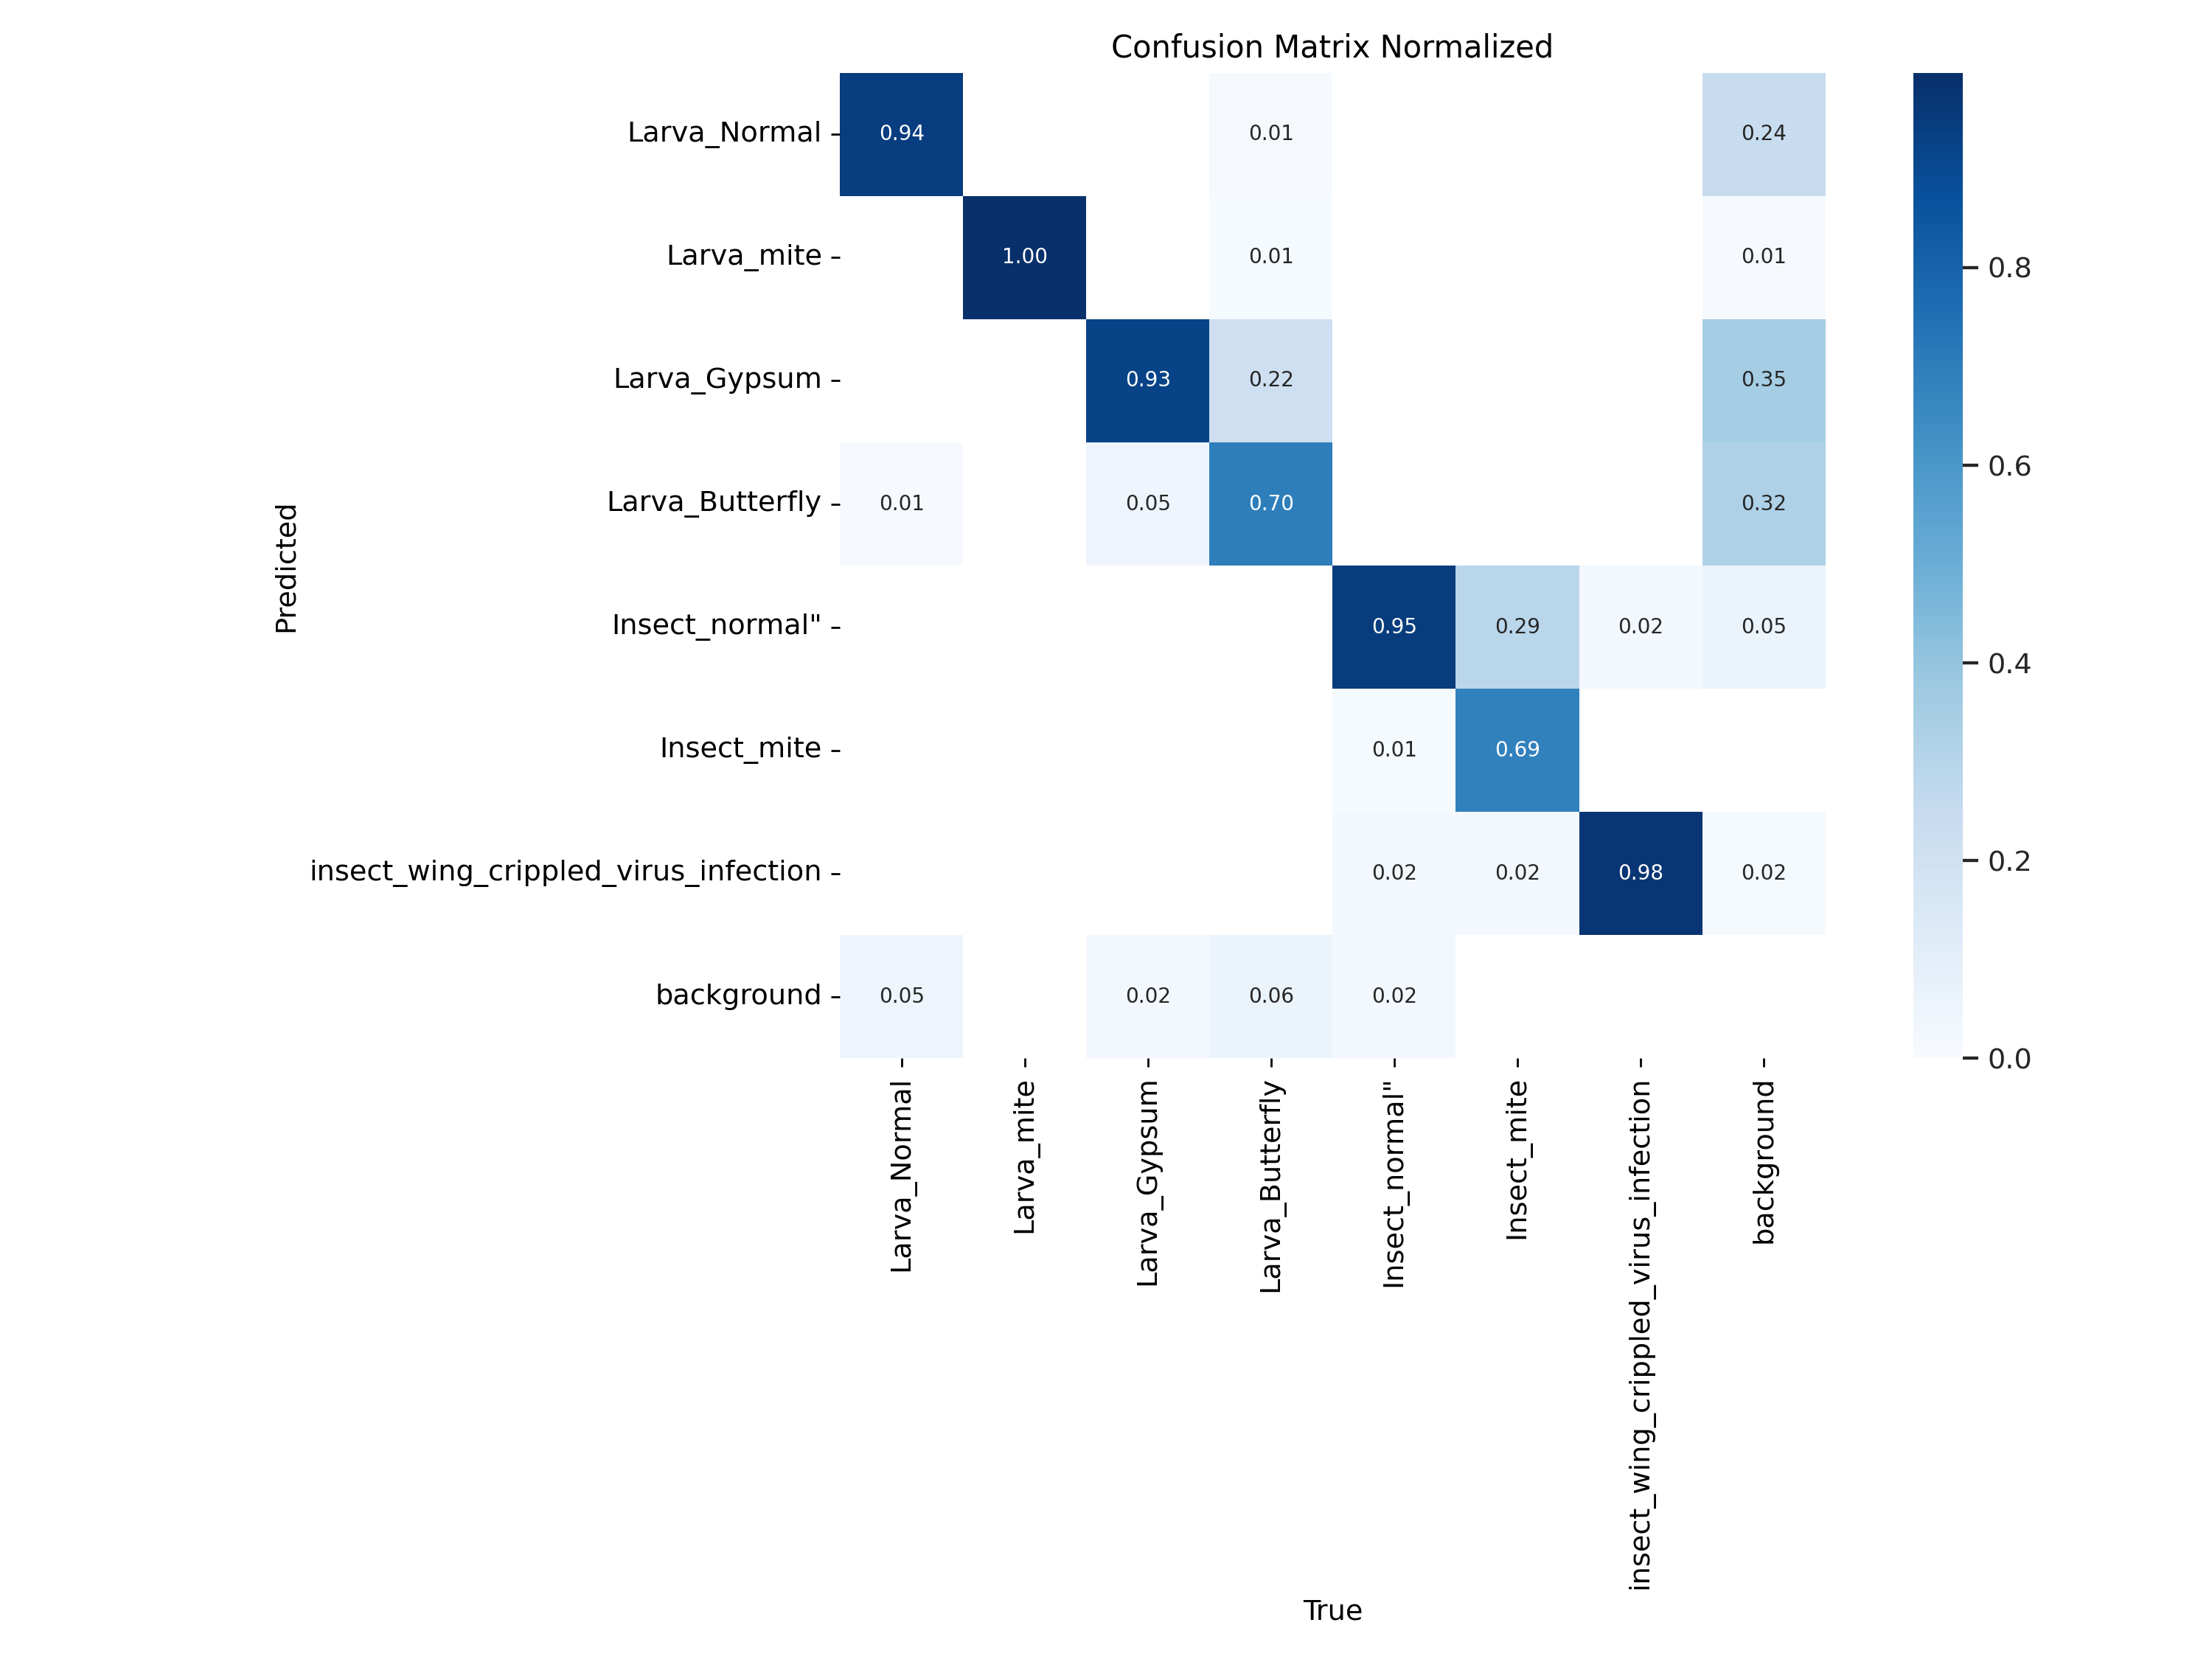 Confusion Matrix Normalized
Larva_Normal
0.94
0.01
0.24
Larva_mite
1.00
0.01
0.01
Larva_Gypsum
0.93
0.22
0.35
Larva_Butterfly
0.01
0.05
0.70
0.32
Insect_normal"
0.95
0.29
0.02
0.05
Insect_mite
0.01
0.69
insect_wing_crippled_virus_infection
0.02
0.02
0.98
0.02
background
0.05
0.02
0.06
0.02
Predicted
0.8
0.6
0.4
0.2
0.0
Larva_Normal
Larva_mite
Larva_Gypsum
Larva_Butterfly
Insect_normal"
Insect_mite
insect_wing_crippled_virus_infection
background
True